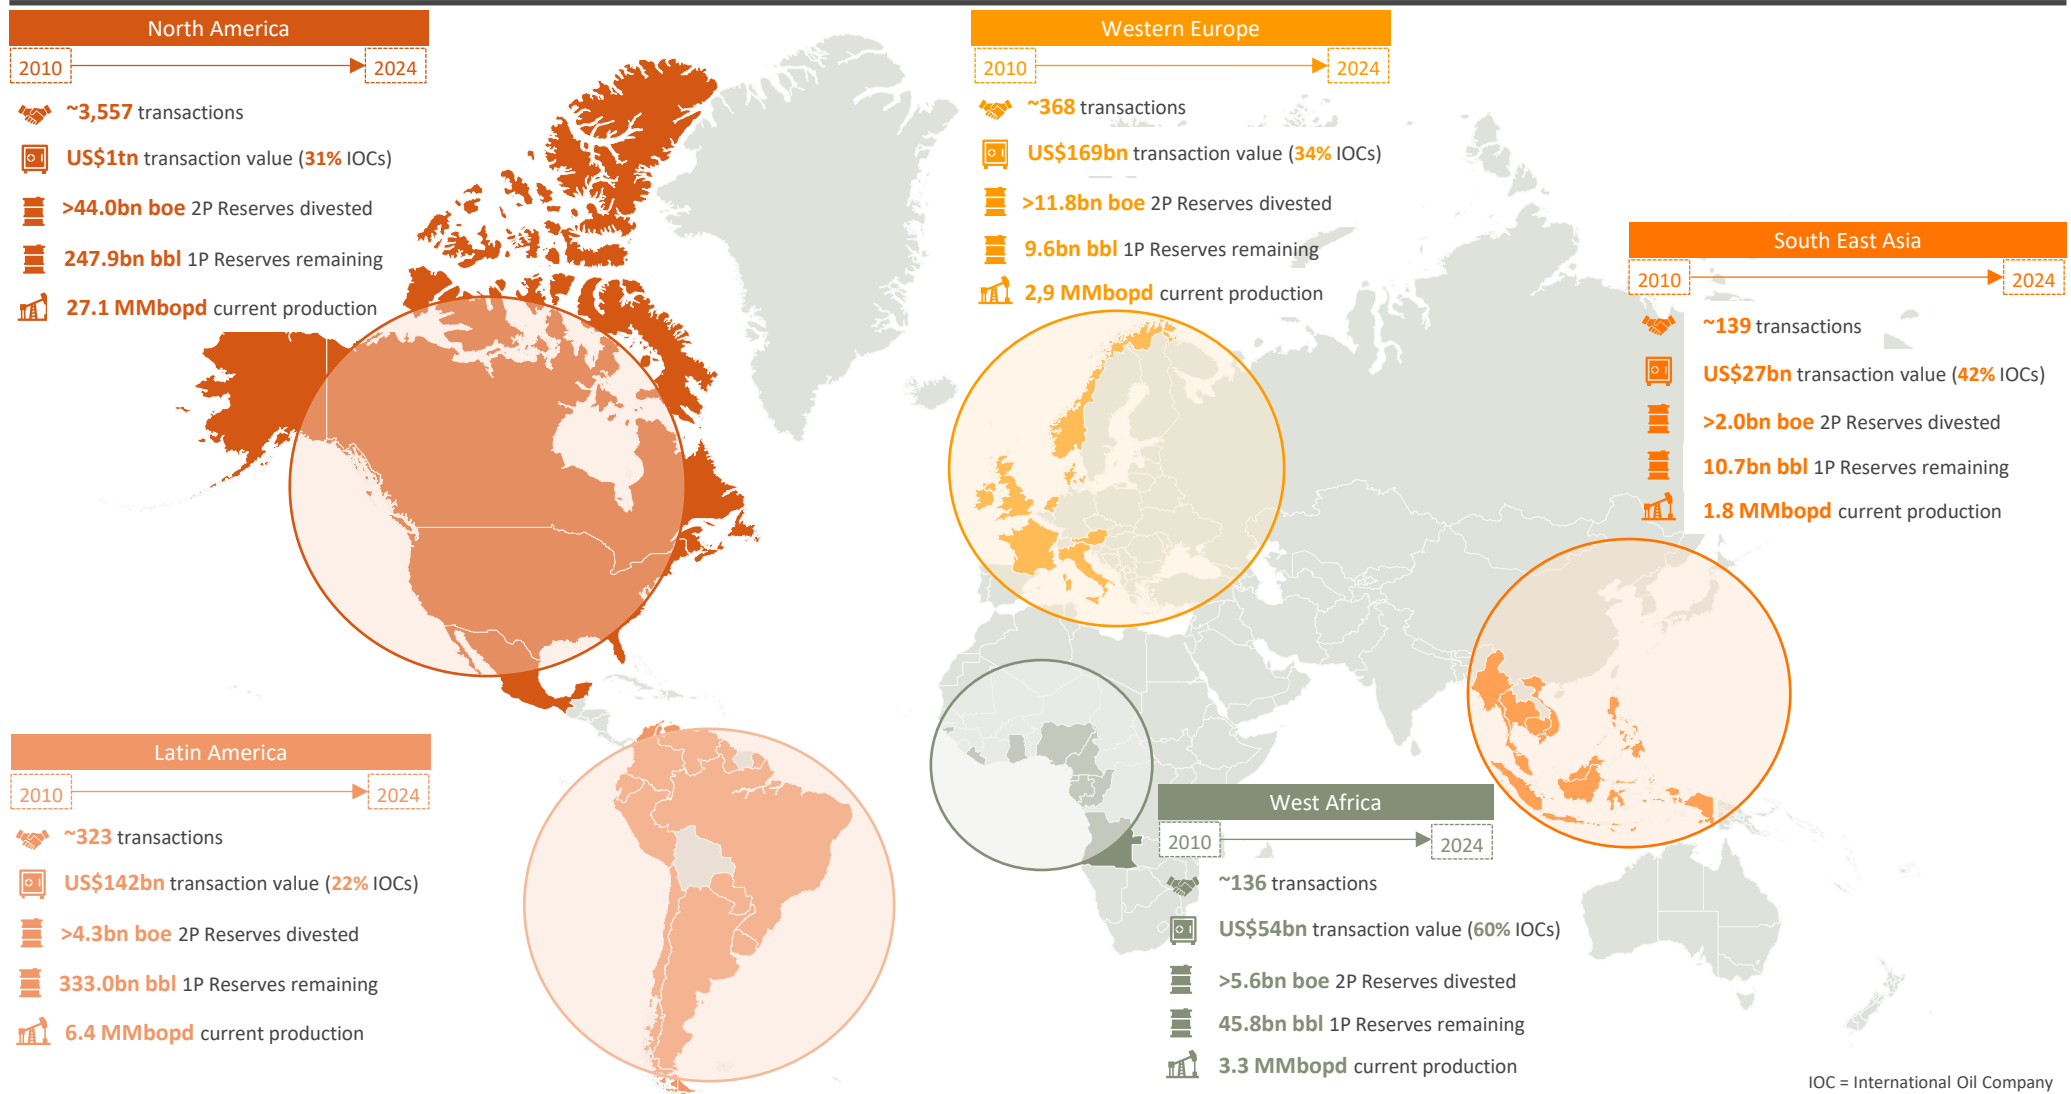 North America
2010
2024
~3,557 transactions
US$1tn transaction value (31% IOCs)
>44.0bn boe 2P Reserves divested
247.9bn bbl 1P Reserves remaining
27.1 MMbopd current production
Western Europe
2010
2024
~368 transactions
US$169bn transaction value (34% IOCs)
>11.8bn boe 2P Reserves divested
9.6bn bbl 1P Reserves remaining
2,9 MMbopd current production
South East Asia
2010
2024
~139 transactions
US$27bn transaction value (42% IOCs)
>2.0bn boe 2P Reserves divested
10.7bn bbl 1P Reserves remaining
1.8 MMbopd current production
Latin America
2010
2024
~323 transactions
US$142bn transaction value (22% IOCs)
>4.3bn boe 2P Reserves divested
333.0bn bbl 1P Reserves remaining
6.4 MMbopd current production
West Africa
2010
2024
~136 transactions
US$54bn transaction value (60% IOCs)
>5.6bn boe 2P Reserves divested
45.8bn bbl 1P Reserves remaining
3.3 MMbopd current production
IOC = International Oil Company